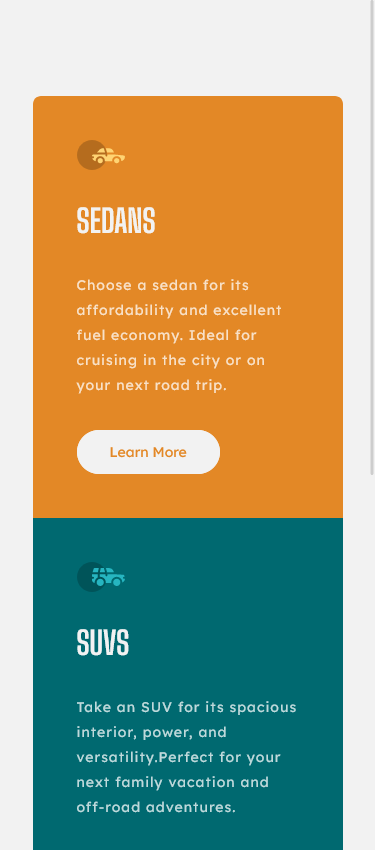 SEDANS
Choose a sedan for its
affordability and excellent
fuel economy. Ideal for
cruising in the city or on
your next road trip.
Learn More
SUVS
Take an SUV for its spacious
interior, power, and
versatility.Perfect for your
next family vacation and
off-road adventures.